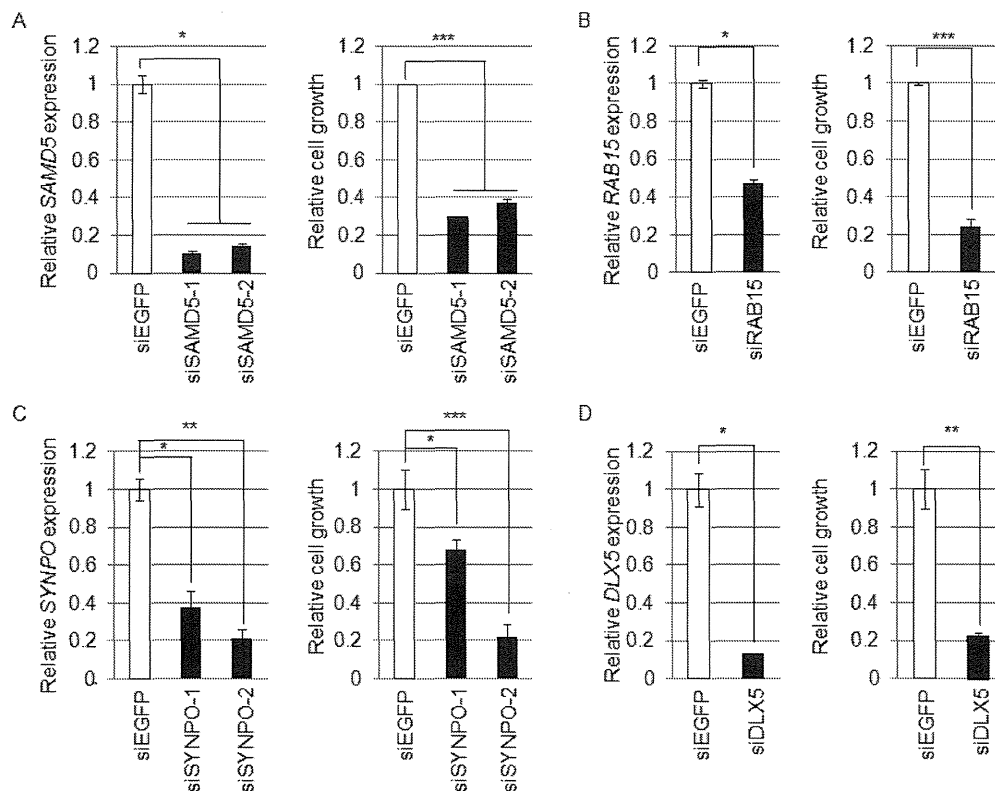 A
Relative SAMD5 expression
1.2
1
0.8
0.6
0.4
0.2
0
*
siEGFP
siSAMD5-1
siSAMD5-2
Relative cell growth
1.2
1
0.8
0.6
0.4
0.2
0
***
siEGFP
siSAMD5-1
siSAMD5-2
B
Relative RAB15 expression
1.2
1
0.8
0.6
0.4
0.2
0
*
siEGFP
siRAB15
Relative cell growth
1.2
1
0.8
0.6
0.4
0.2
0
***
siEGFP
siRAB15
C
Relative SYNPO expression
1.2
1
0.8
0.6
0.4
0.2
0
**
*
siEGFP
siSYNPO-1
siSYNPO-2
Relative cell growth
1.2
1
0.8
0.6
0.4
0.2
0
***
*
siEGFP
siSYNPO-1
siSYNPO-2
D
Relative DLX5 expression
1.2
1
0.8
0.6
0.4
0.2
0
*
siEGFP
siDLX5
Relative cell growth
1.2
1
0.8
0.6
0.4
0.2
0
**
siEGFP
siDLX5